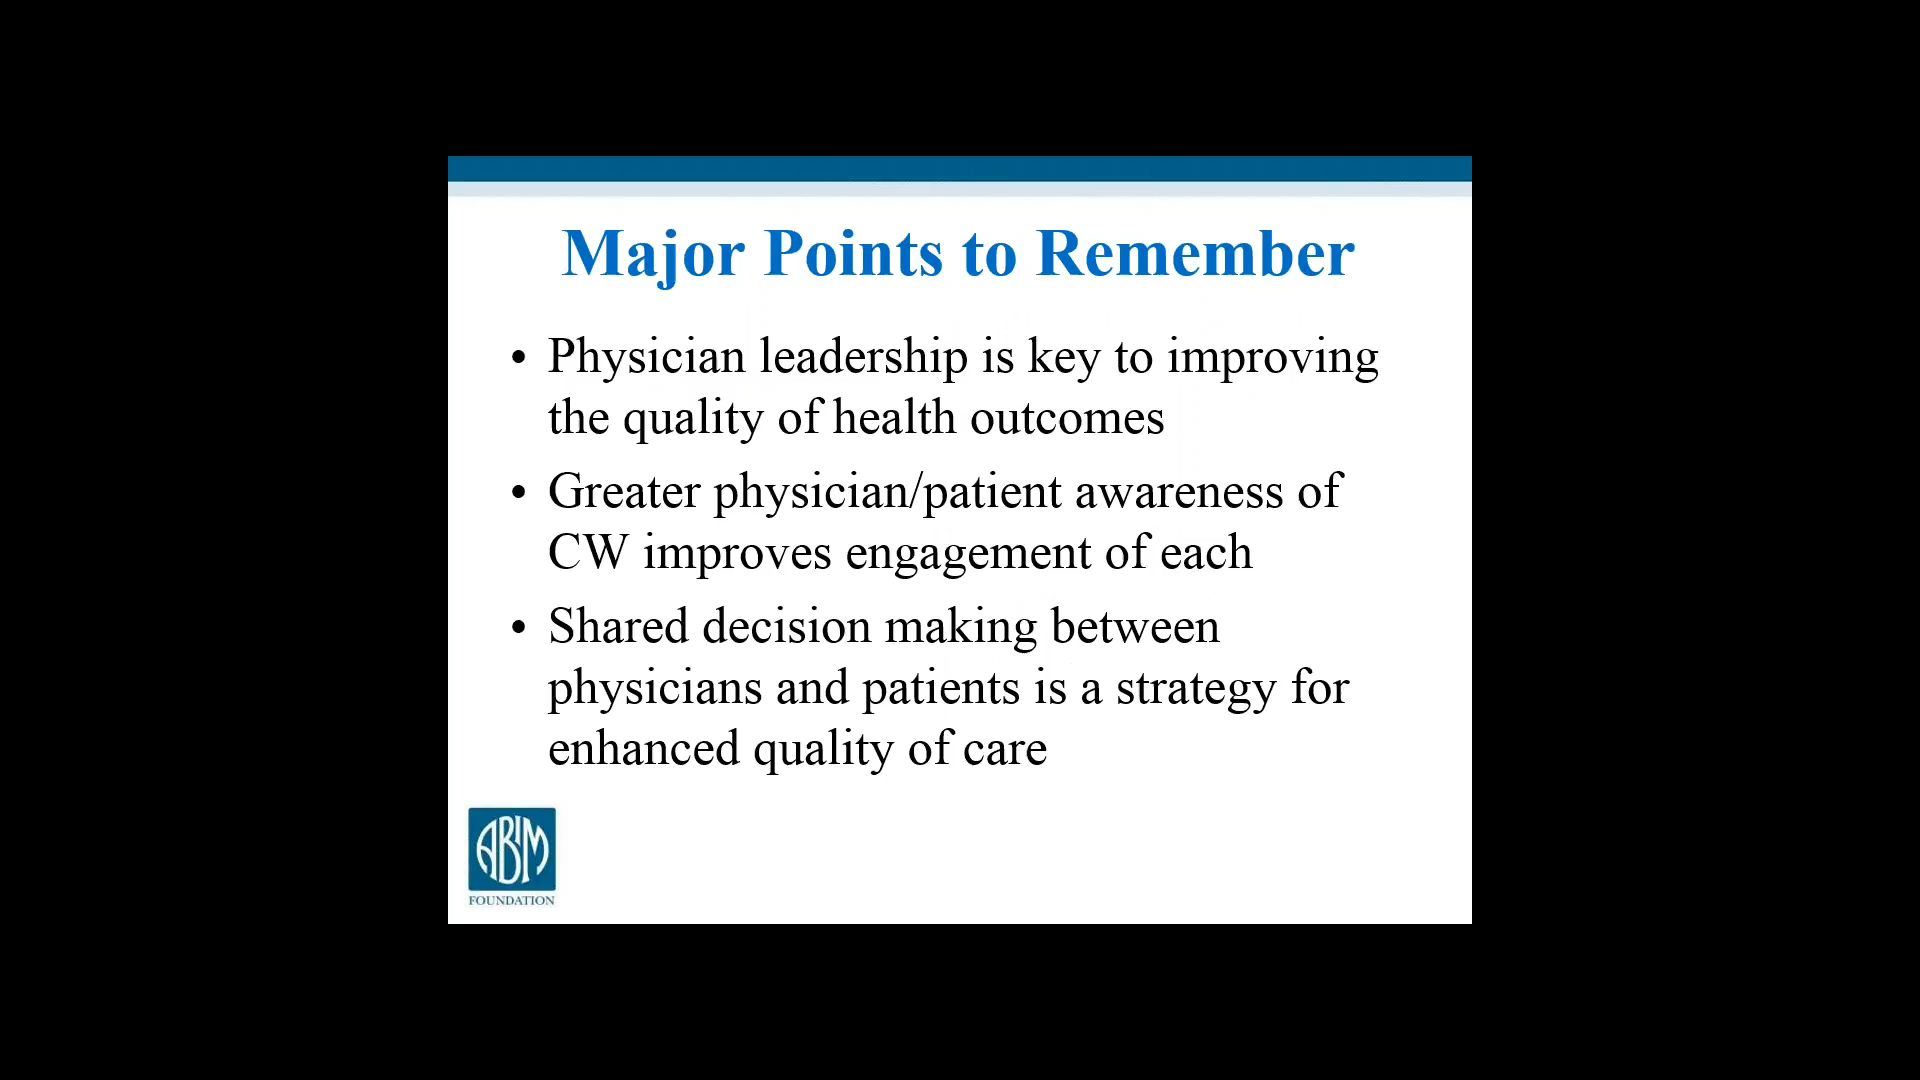 Major Points to Remember
• Physician leadership is key to improving
the quality of health outcomes
• Greater physician/patient awareness of
CW improves engagement of each
• Shared decision making between
physicians and patients is a strategy for
enhanced quality of care
ABIM
FOUNDATION